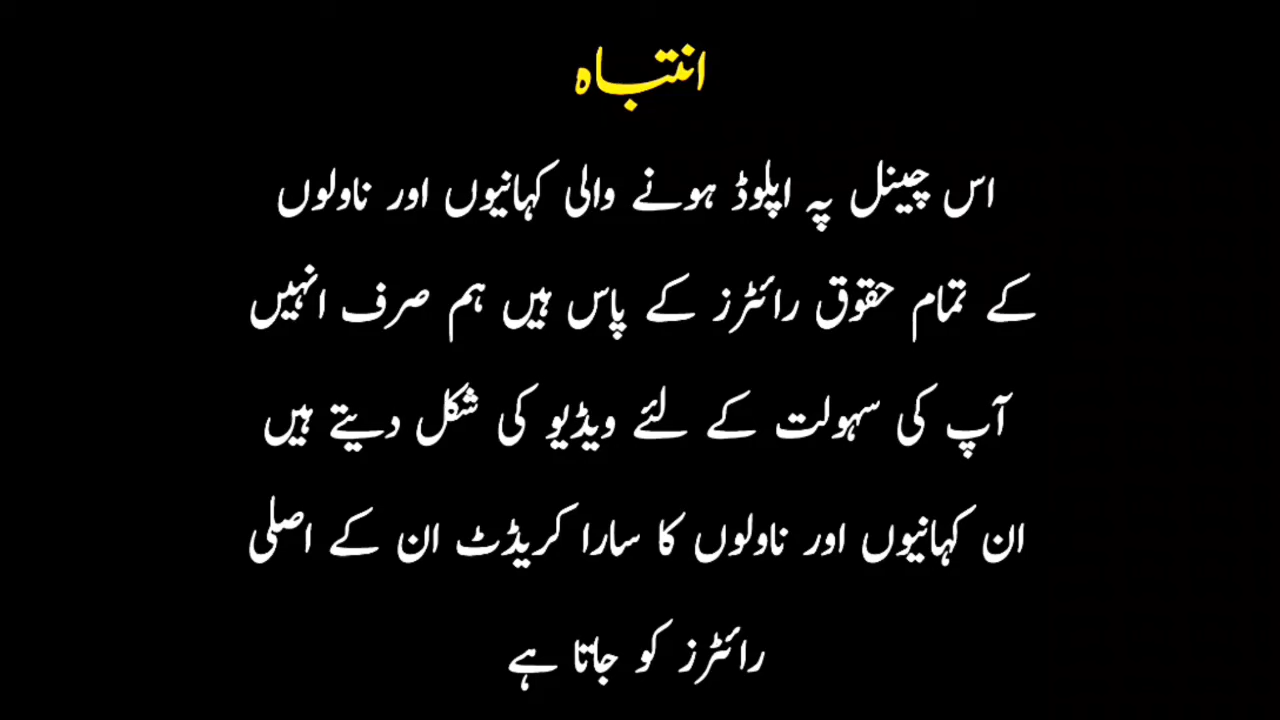 انتباہ
اس چینل پہ اپلوڈ ہونے والی کہانیوں اور ناولوں
کے تمام حقوق رائٹرز کے پاس ہیں ہم صرف انہیں
آپ کی سہولت کے لئے ویڈیو کی شکل دیتے ہیں
ان کہانیوں اور ناولوں کا سارا کریڈٹ ان کے اصلی
رائٹرز کو جاتا ہے